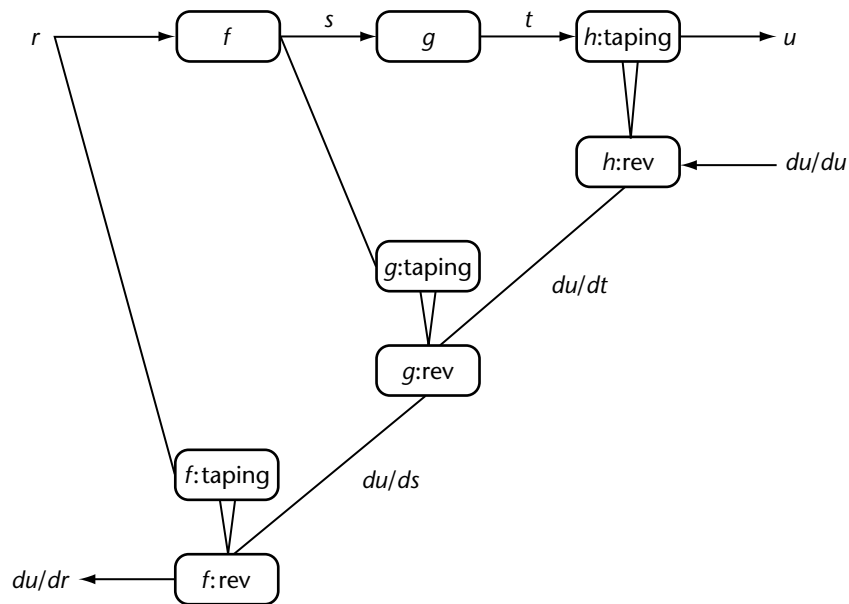 r f s g t h:taping u
h:rev du/du
g:taping
du/dt
g:rev
f:taping
du/ds
du/dr f:rev